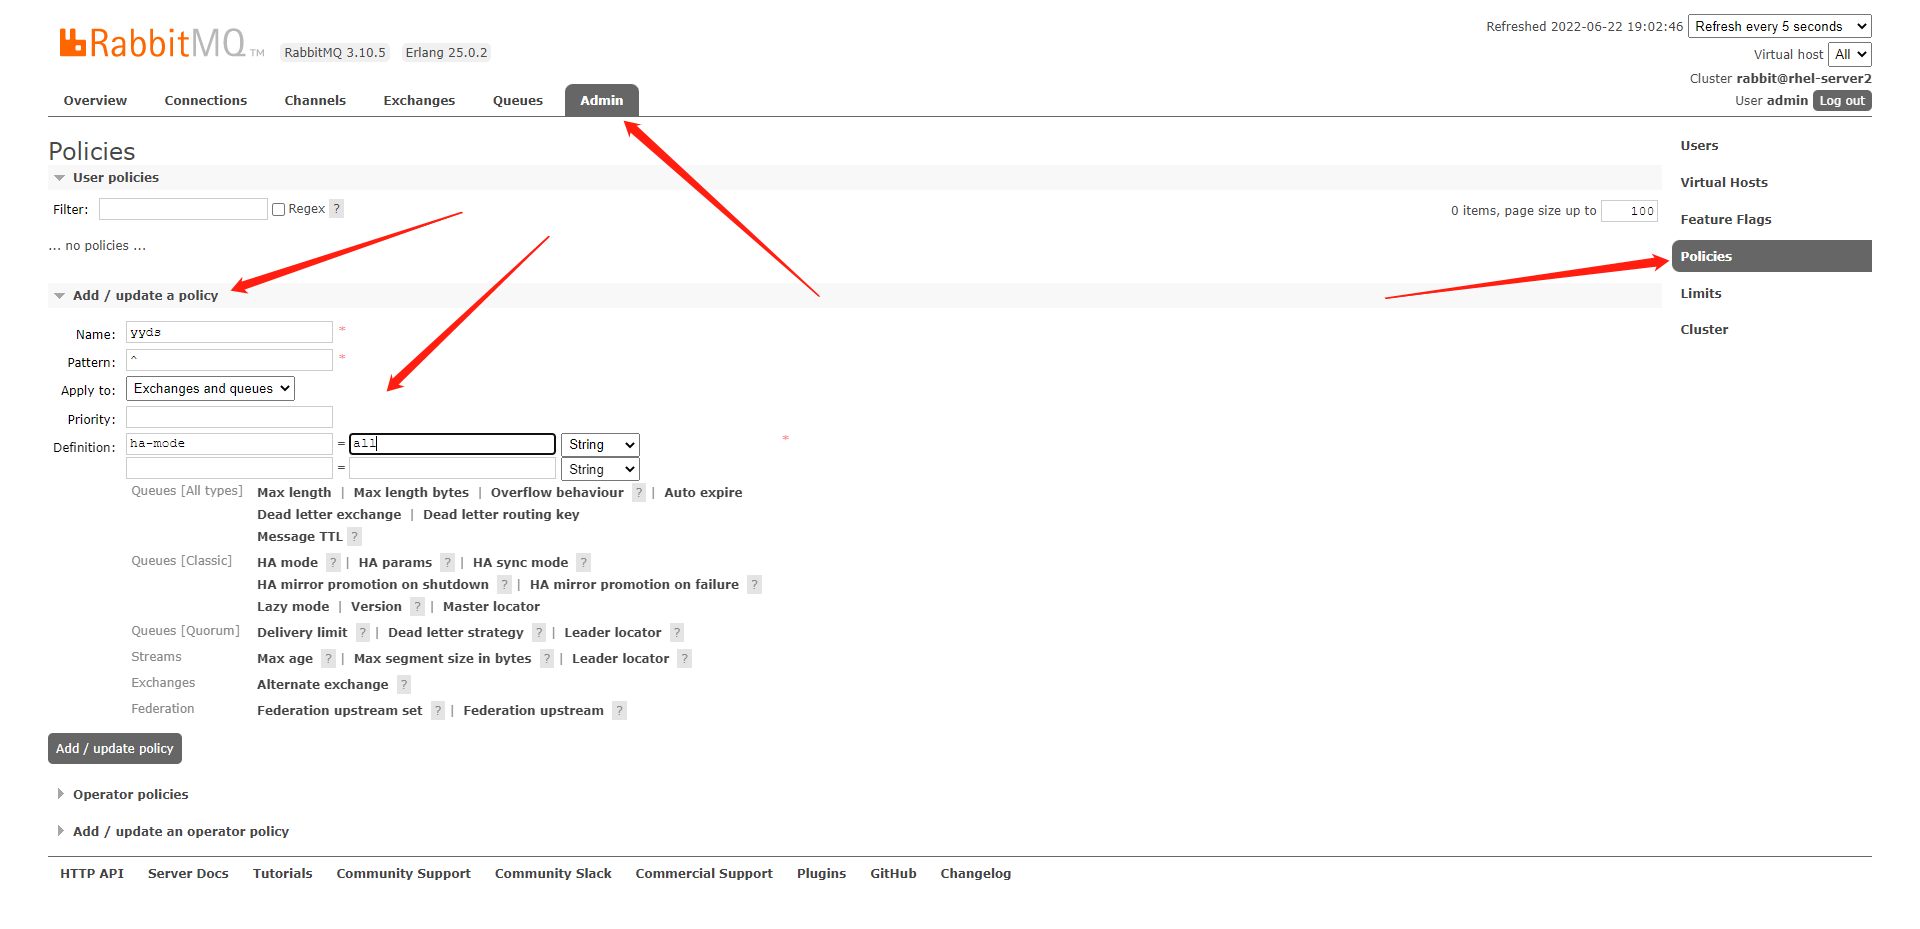 RabbitMQ TM RabbitMQ 3.10.5 Erlang 25.0.2
Refreshed 2022-06-22 19:02:46 Refresh every 5 seconds
Virtual host All
Cluster rabbit@rhel-server2
User admin Log out
Overview Connections Channels Exchanges Queues Admin
Policies
User policies
Filter: Regex ?
0 items, page size up to 100
... no policies ...
Add / update a policy
Name: yyds *
Pattern: ^ *
Apply to: Exchanges and queues
Priority:
Definition: ha-mode = all String *
= String
Queues [All types] Max length | Max length bytes | Overflow behaviour ? | Auto expire
Dead letter exchange | Dead letter routing key
Message TTL ?
Queues [Classic] HA mode ? | HA params ? | HA sync mode ?
HA mirror promotion on shutdown ? | HA mirror promotion on failure ?
Lazy mode | Version ? | Master locator
Queues [Quorum] Delivery limit ? | Dead letter strategy ? | Leader locator ?
Streams Max age ? | Max segment size in bytes ? | Leader locator ?
Exchanges Alternate exchange ?
Federation Federation upstream set ? | Federation upstream ?
Add / update policy
Operator policies
Add / update an operator policy
Users
Virtual Hosts
Feature Flags
Policies
Limits
Cluster
HTTP API Server Docs Tutorials Community Support Community Slack Commercial Support Plugins GitHub Changelog